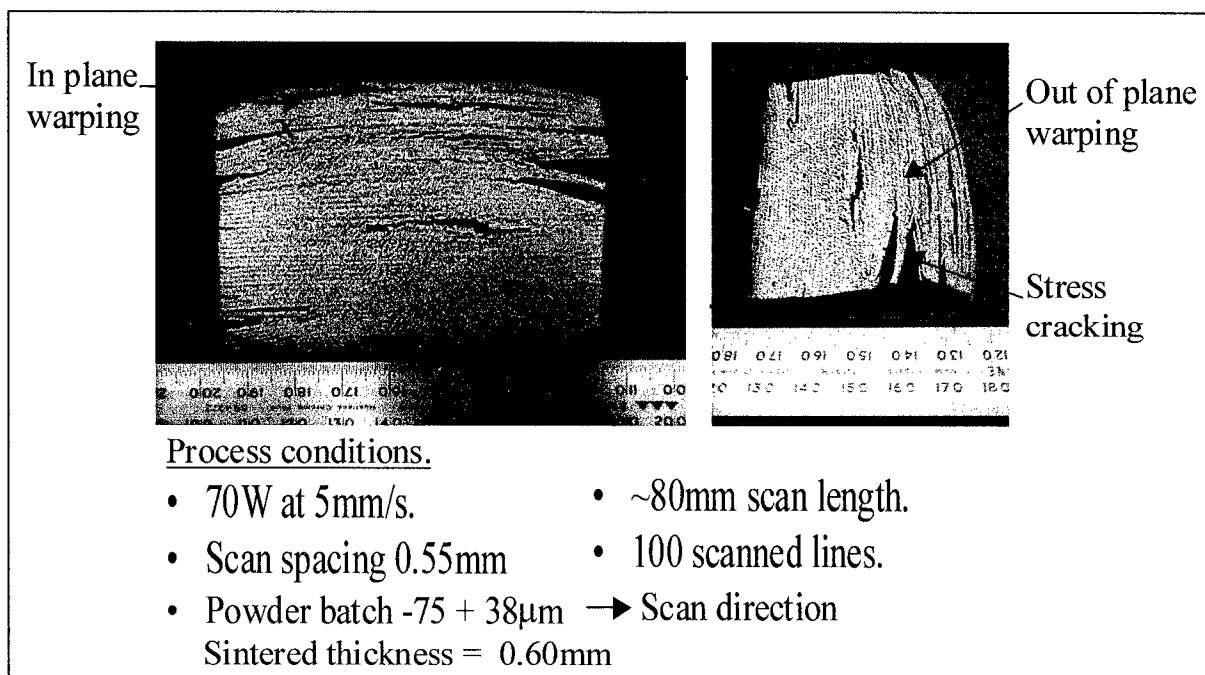 In plane
warping
Out of plane
warping
Stress
cracking
Process conditions.
• 70W at 5mm/s.
• Scan spacing 0.55mm
• Powder batch -75 + 38μm
Sintered thickness = 0.60mm
• ~80mm scan length.
• 100 scanned lines.
→ Scan direction